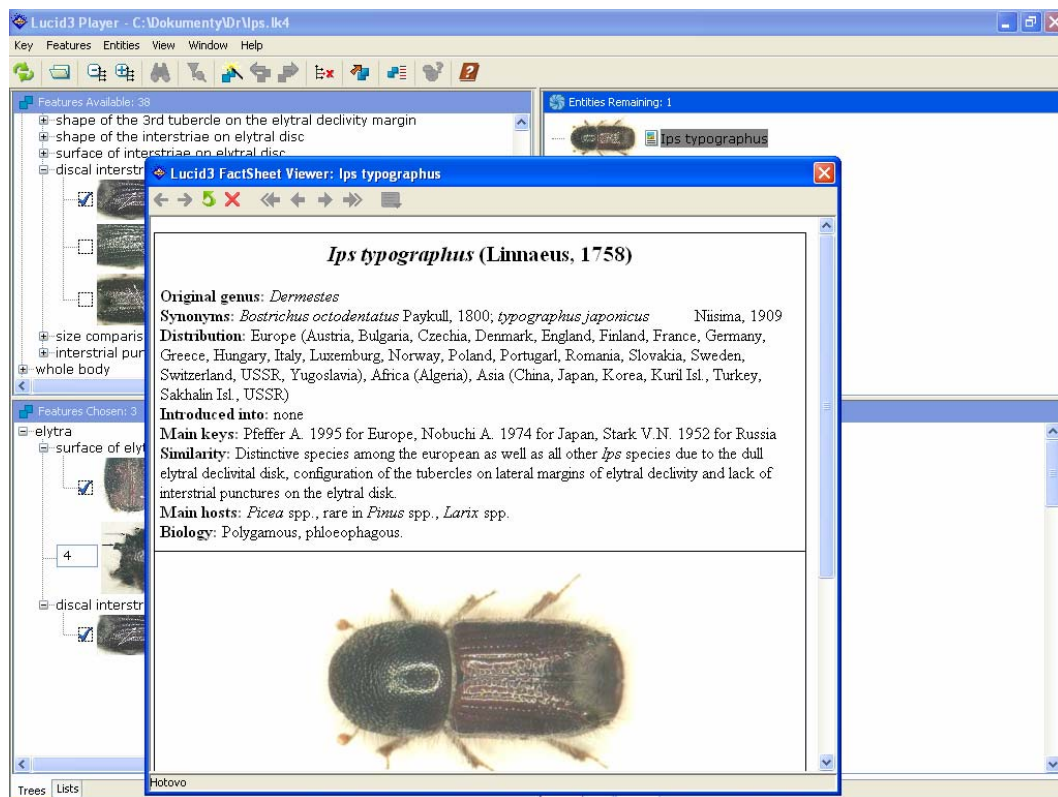 Lucid3 Player - C:\Dokumenty\Dr\Ips.lk4
Key Features Entities View Window Help
Features Available: 38
shape of the 3rd tubercle on the elytral declivity margin
shape of the interstriae on elytral disc
surface of interstriae on elytral disc
discal interstr
size comparis
interstrial pun
whole body
Entities Remaining: 1
Ips typographus
Features Chosen: 3
elytra
surface of elyt
4
discal interstr
Trees Lists
Lucid3 FactSheet Viewer: Ips typographus
Ips typographus (Linnaeus, 1758)
Original genus: Dermestes
Synonyms: Bostrichus octodentatus Paykull, 1800; typographus japonicus Niisima, 1909
Distribution: Europe (Austria, Bulgaria, Czechia, Denmark, England, Finland, France, Germany,
Greece, Hungary, Italy, Luxemburg, Norway, Poland, Portugarl, Romania, Slovakia, Sweden,
Switzerland, USSR, Yugoslavia), Africa (Algeria), Asia (China, Japan, Korea, Kuril Isl., Turkey,
Sakhalin Isl., USSR)
Introduced into: none
Main keys: Pfeffer A. 1995 for Europe, Nobuchi A. 1974 for Japan, Stark V.N. 1952 for Russia
Similarity: Distinctive species among the european as well as all other Ips species due to the dull
elytral declivital disk, configuration of the tubercles on lateral margins of elytral declivity and lack of
interstrial punctures on the elytral disk.
Main hosts: Picea spp., rare in Pinus spp., Larix spp.
Biology: Polygamous, phloeophagous.
Hotovo